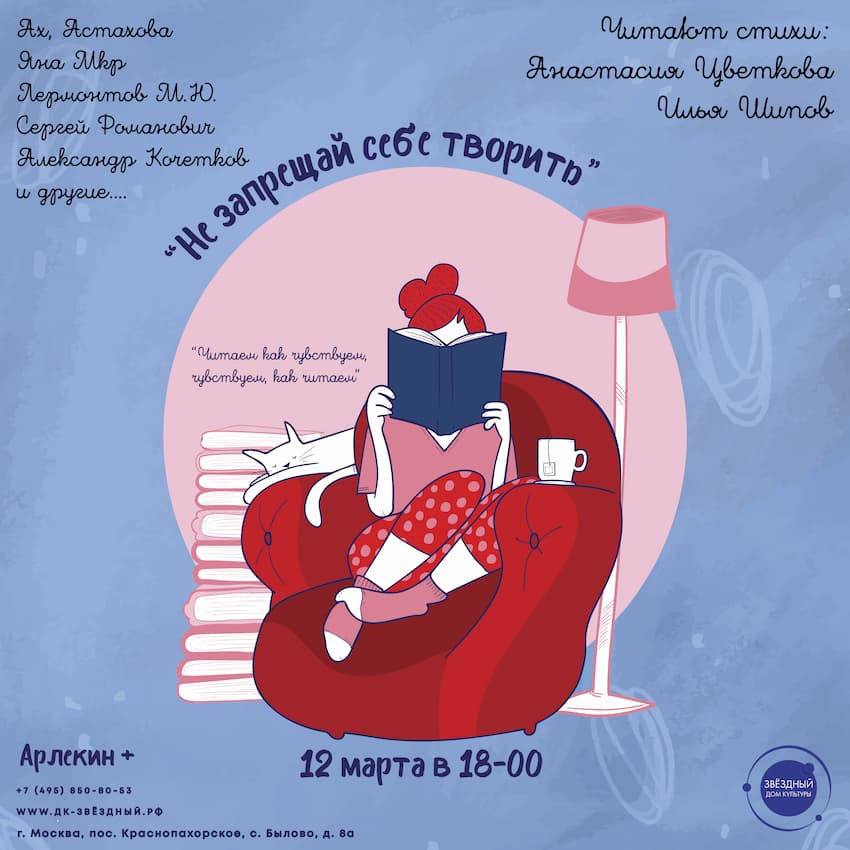 Ах, Астахова
Яна Мкр
Лермонтов М.Ю.
Сергей Романович
Александр Кочетков
и другие....
Читают стихи:
Анастасия Цветкова
Илья Шипов
“Не запрещай себе творить”
“Читаем как чувствуем,
чувствуем, как читаем”
12 марта в 18-00
Арлекин +
+7 (495) 850-80-53
WWW.ДК-ЗВЁЗДНЫЙ.РФ
г. Москва, пос. Краснопахорское, с. Былово, д. 8а
ЗВЁЗДНЫЙ
ДОМ КУЛЬТУРЫ